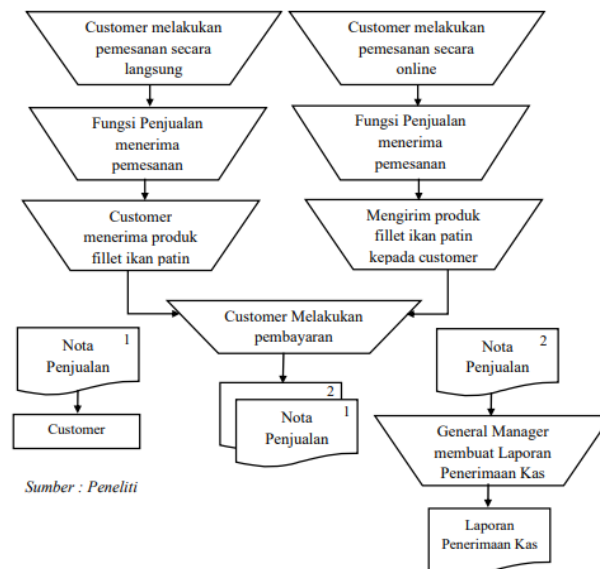 Customer melakukan
pemesanan secara
langsung
Customer melakukan
pemesanan secara
online
Fungsi Penjualan
menerima
pemesanan
Fungsi Penjualan
menerima
pemesanan
Customer
menerima produk
fillet ikan patin
Mengirim produk
fillet ikan patin
kepada customer
Customer Melakukan
pembayaran
Nota
Penjualan
1
Customer
2
Nota
Penjualan
1
Nota
Penjualan
2
General Manager
membuat Laporan
Penerimaan Kas
Laporan
Penerimaan Kas
Sumber : Peneliti